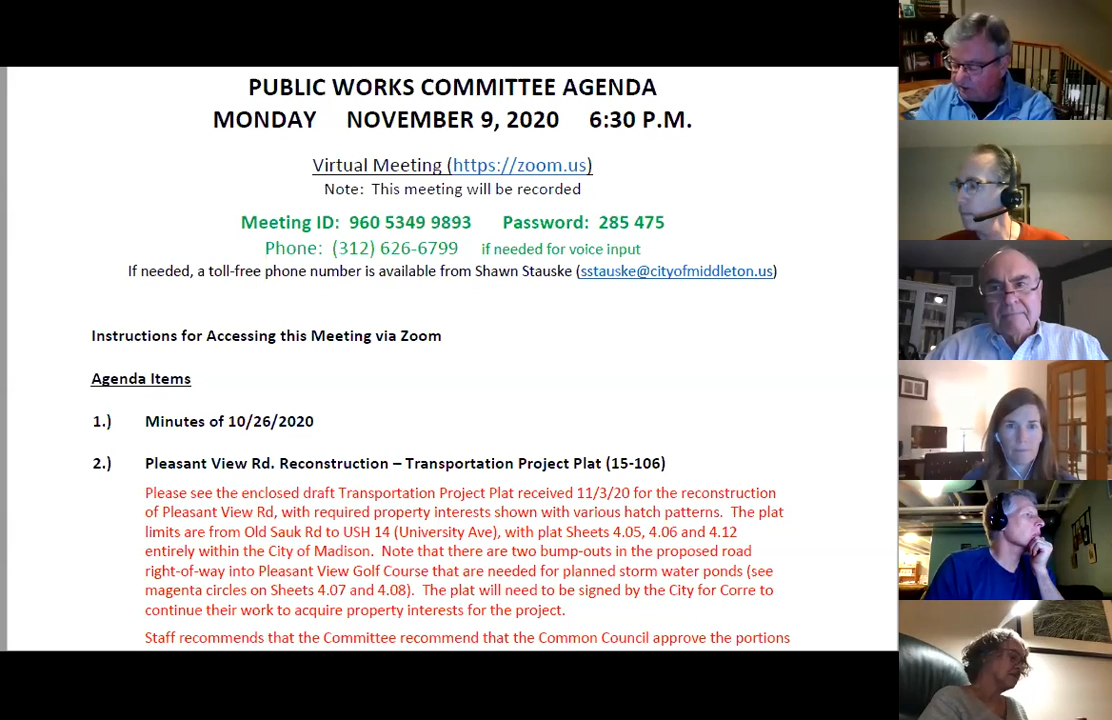 PUBLIC WORKS COMMITTEE AGENDA
MONDAY NOVEMBER 9, 2020 6:30 P.M.
Virtual Meeting (https://zoom.us)
Note: This meeting will be recorded
Meeting ID: 960 5349 9893 Password: 285 475
Phone: (312) 626-6799 if needed for voice input
If needed, a toll-free phone number is available from Shawn Stauske (sstauske@cityofmiddleton.us)
Instructions for Accessing this Meeting via Zoom
Agenda Items
1.) Minutes of 10/26/2020
2.) Pleasant View Rd. Reconstruction – Transportation Project Plat (15-106)
Please see the enclosed draft Transportation Project Plat received 11/3/20 for the reconstruction
of Pleasant View Rd, with required property interests shown with various hatch patterns. The plat
limits are from Old Sauk Rd to USH 14 (University Ave), with plat Sheets 4.05, 4.06 and 4.12
entirely within the City of Madison. Note that there are two bump-outs in the proposed road
right-of-way into Pleasant View Golf Course that are needed for planned storm water ponds (see
magenta circles on Sheets 4.07 and 4.08). The plat will need to be signed by the City for Corre to
continue their work to acquire property interests for the project.
Staff recommends that the Committee recommend that the Common Council approve the portions